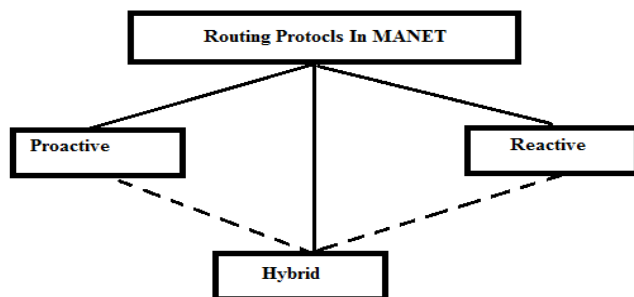 Routing Protocls In MANET
Proactive
Reactive
Hybrid